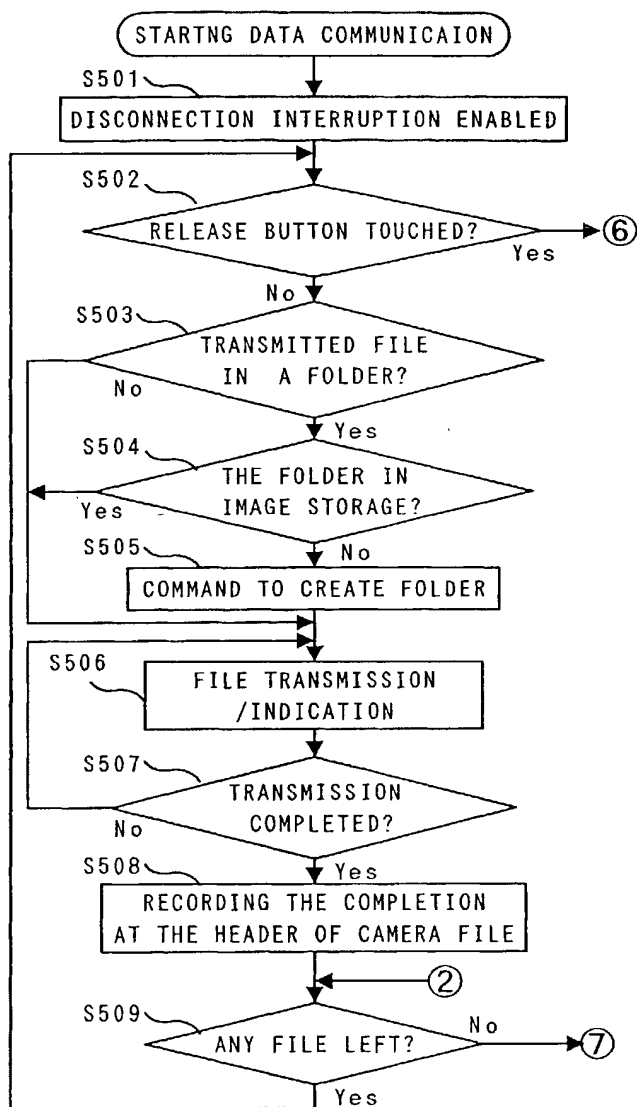 STARTNG DATA COMMUNICAION
S501
DISCONNECTION INTERRUPTION ENABLED
S502
RELEASE BUTTON TOUCHED?
Yes
⑥
No
S503
TRANSMITTED FILE
IN A FOLDER?
No
Yes
S504
THE FOLDER IN
IMAGE STORAGE?
Yes
No
S505
COMMAND TO CREATE FOLDER
S506
FILE TRANSMISSION
/INDICATION
S507
TRANSMISSION
COMPLETED?
No
Yes
S508
RECORDING THE COMPLETION
AT THE HEADER OF CAMERA FILE
②
S509
ANY FILE LEFT?
No
⑦
Yes